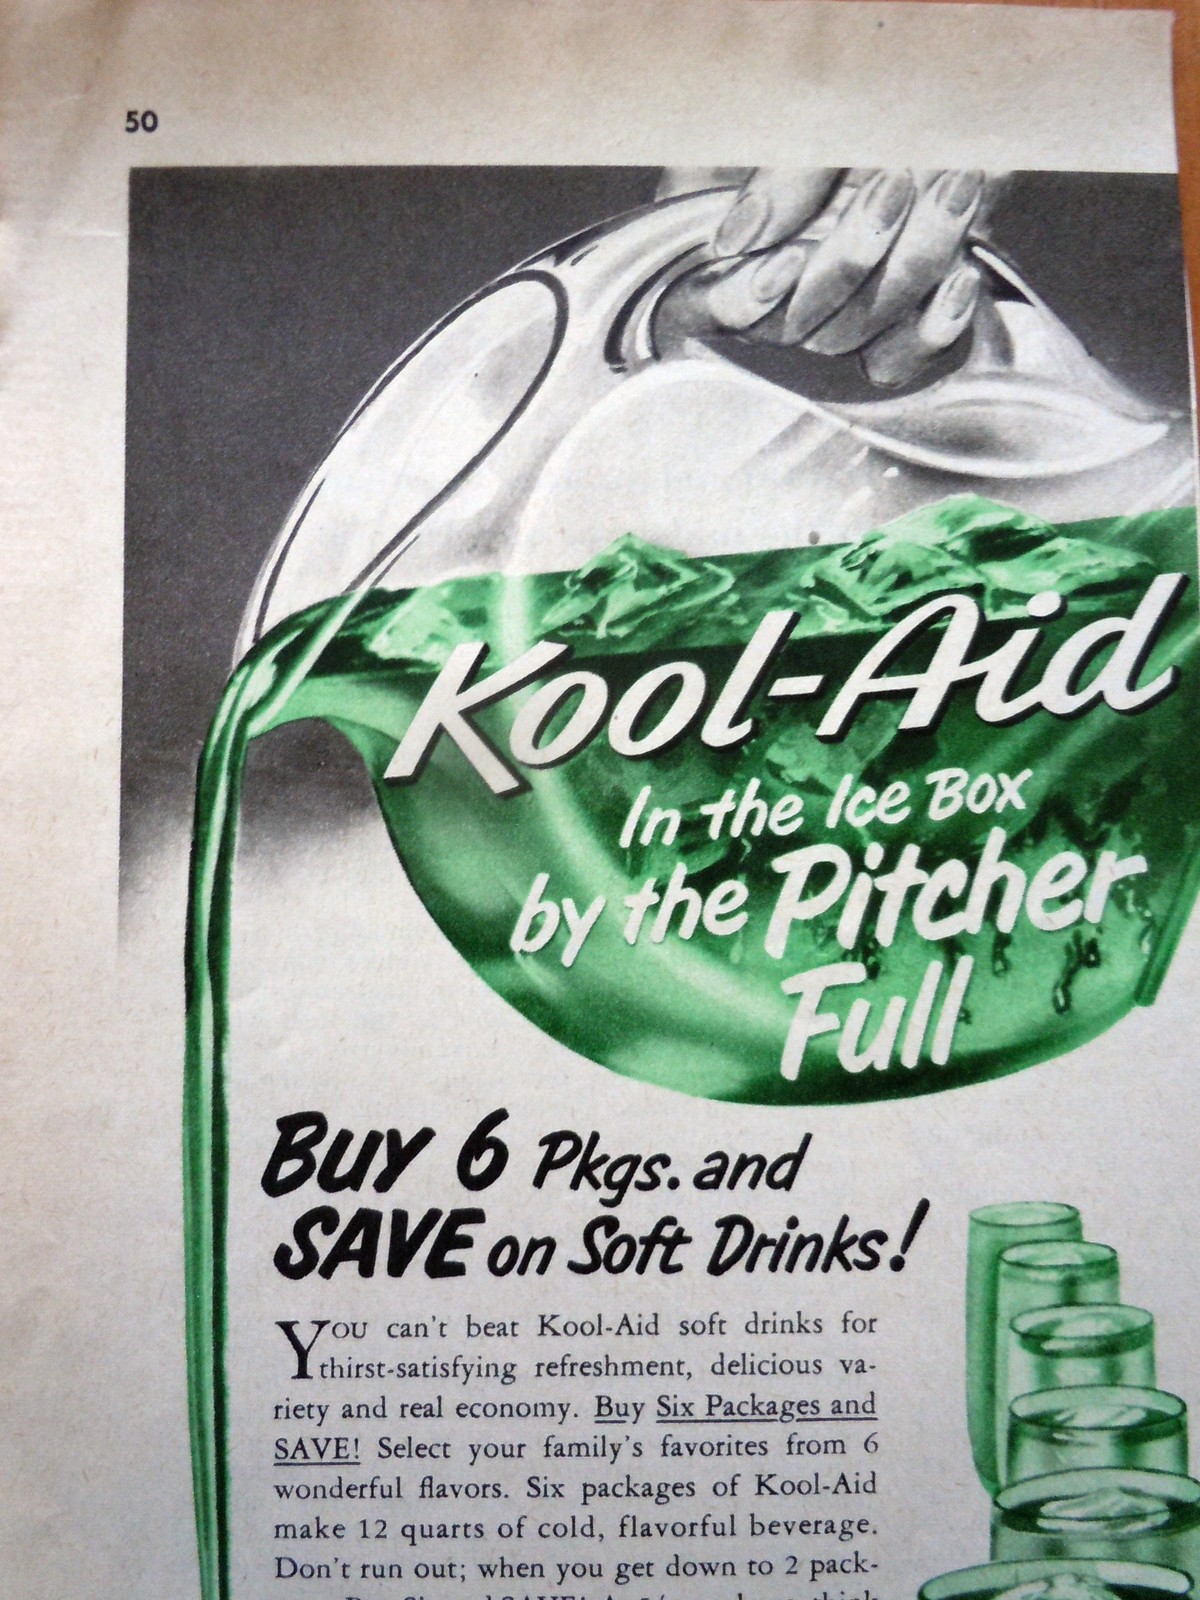 50
Kool-Aid
In the Ice Box
by the Pitcher
Full
BUY 6 Pkgs. and
SAVE on Soft Drinks!
YOU can't beat Kool-Aid soft drinks for
thirst-satisfying refreshment, delicious va-
riety and real economy. Buy Six Packages and
SAVE! Select your family's favorites from 6
wonderful flavors. Six packages of Kool-Aid
make 12 quarts of cold, flavorful beverage.
Don't run out; when you get down to 2 pack-